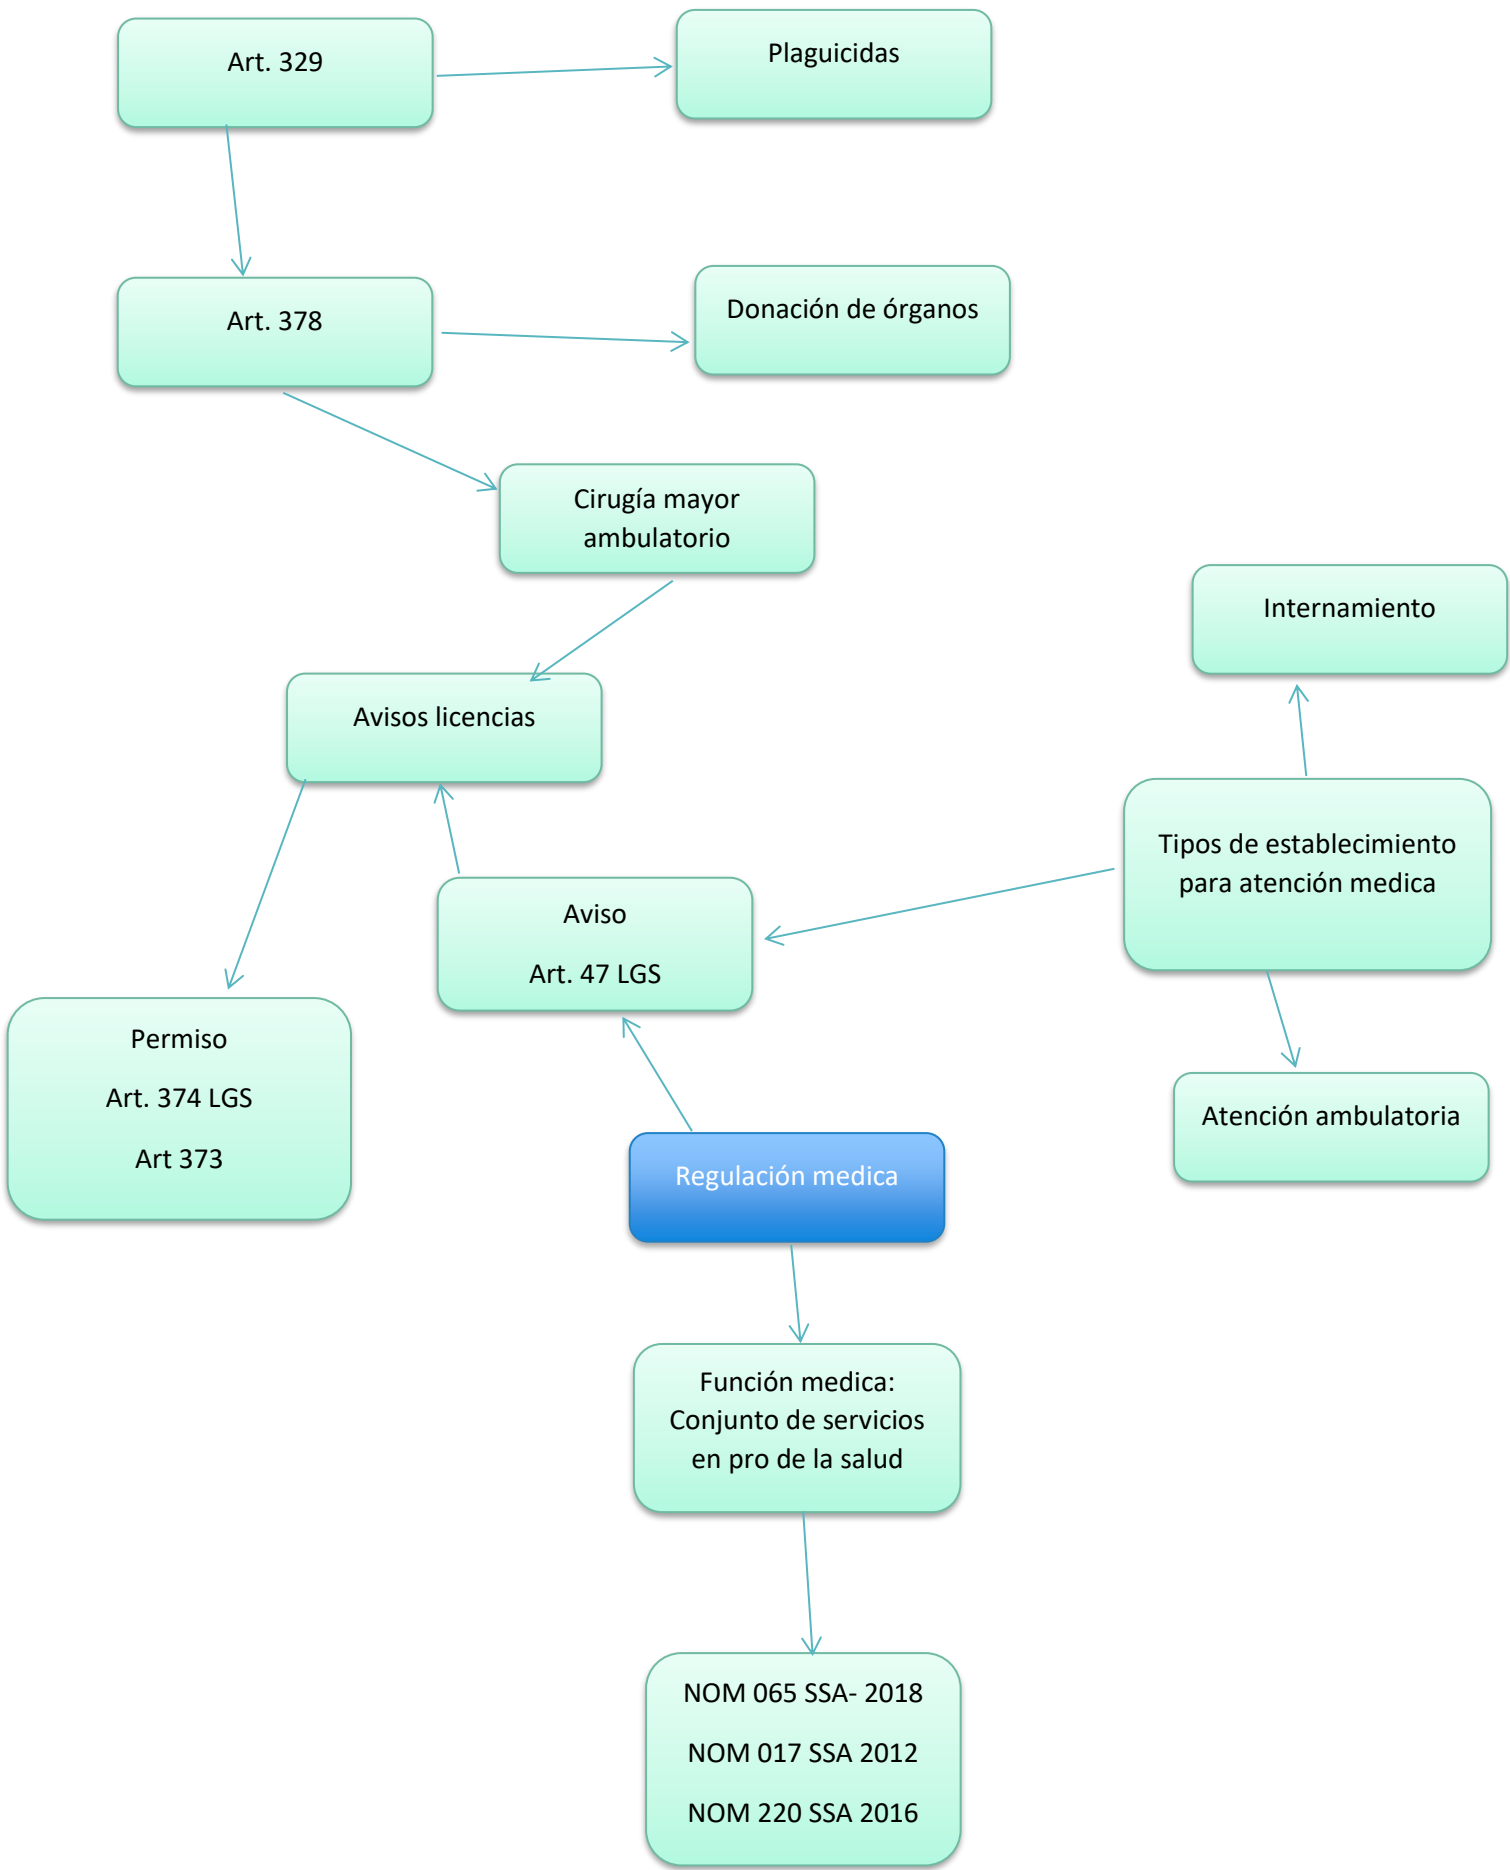 Art. 329
Plaguicidas
Art. 378
Donación de órganos
Cirugía mayor
ambulatorio
Internamiento
Avisos licencias
Tipos de establecimiento
para atención medica
Aviso
Art. 47 LGS
Permiso
Art. 374 LGS
Art 373
Atención ambulatoria
Regulación medica
Función medica:
Conjunto de servicios
en pro de la salud
NOM 065 SSA- 2018
NOM 017 SSA 2012
NOM 220 SSA 2016